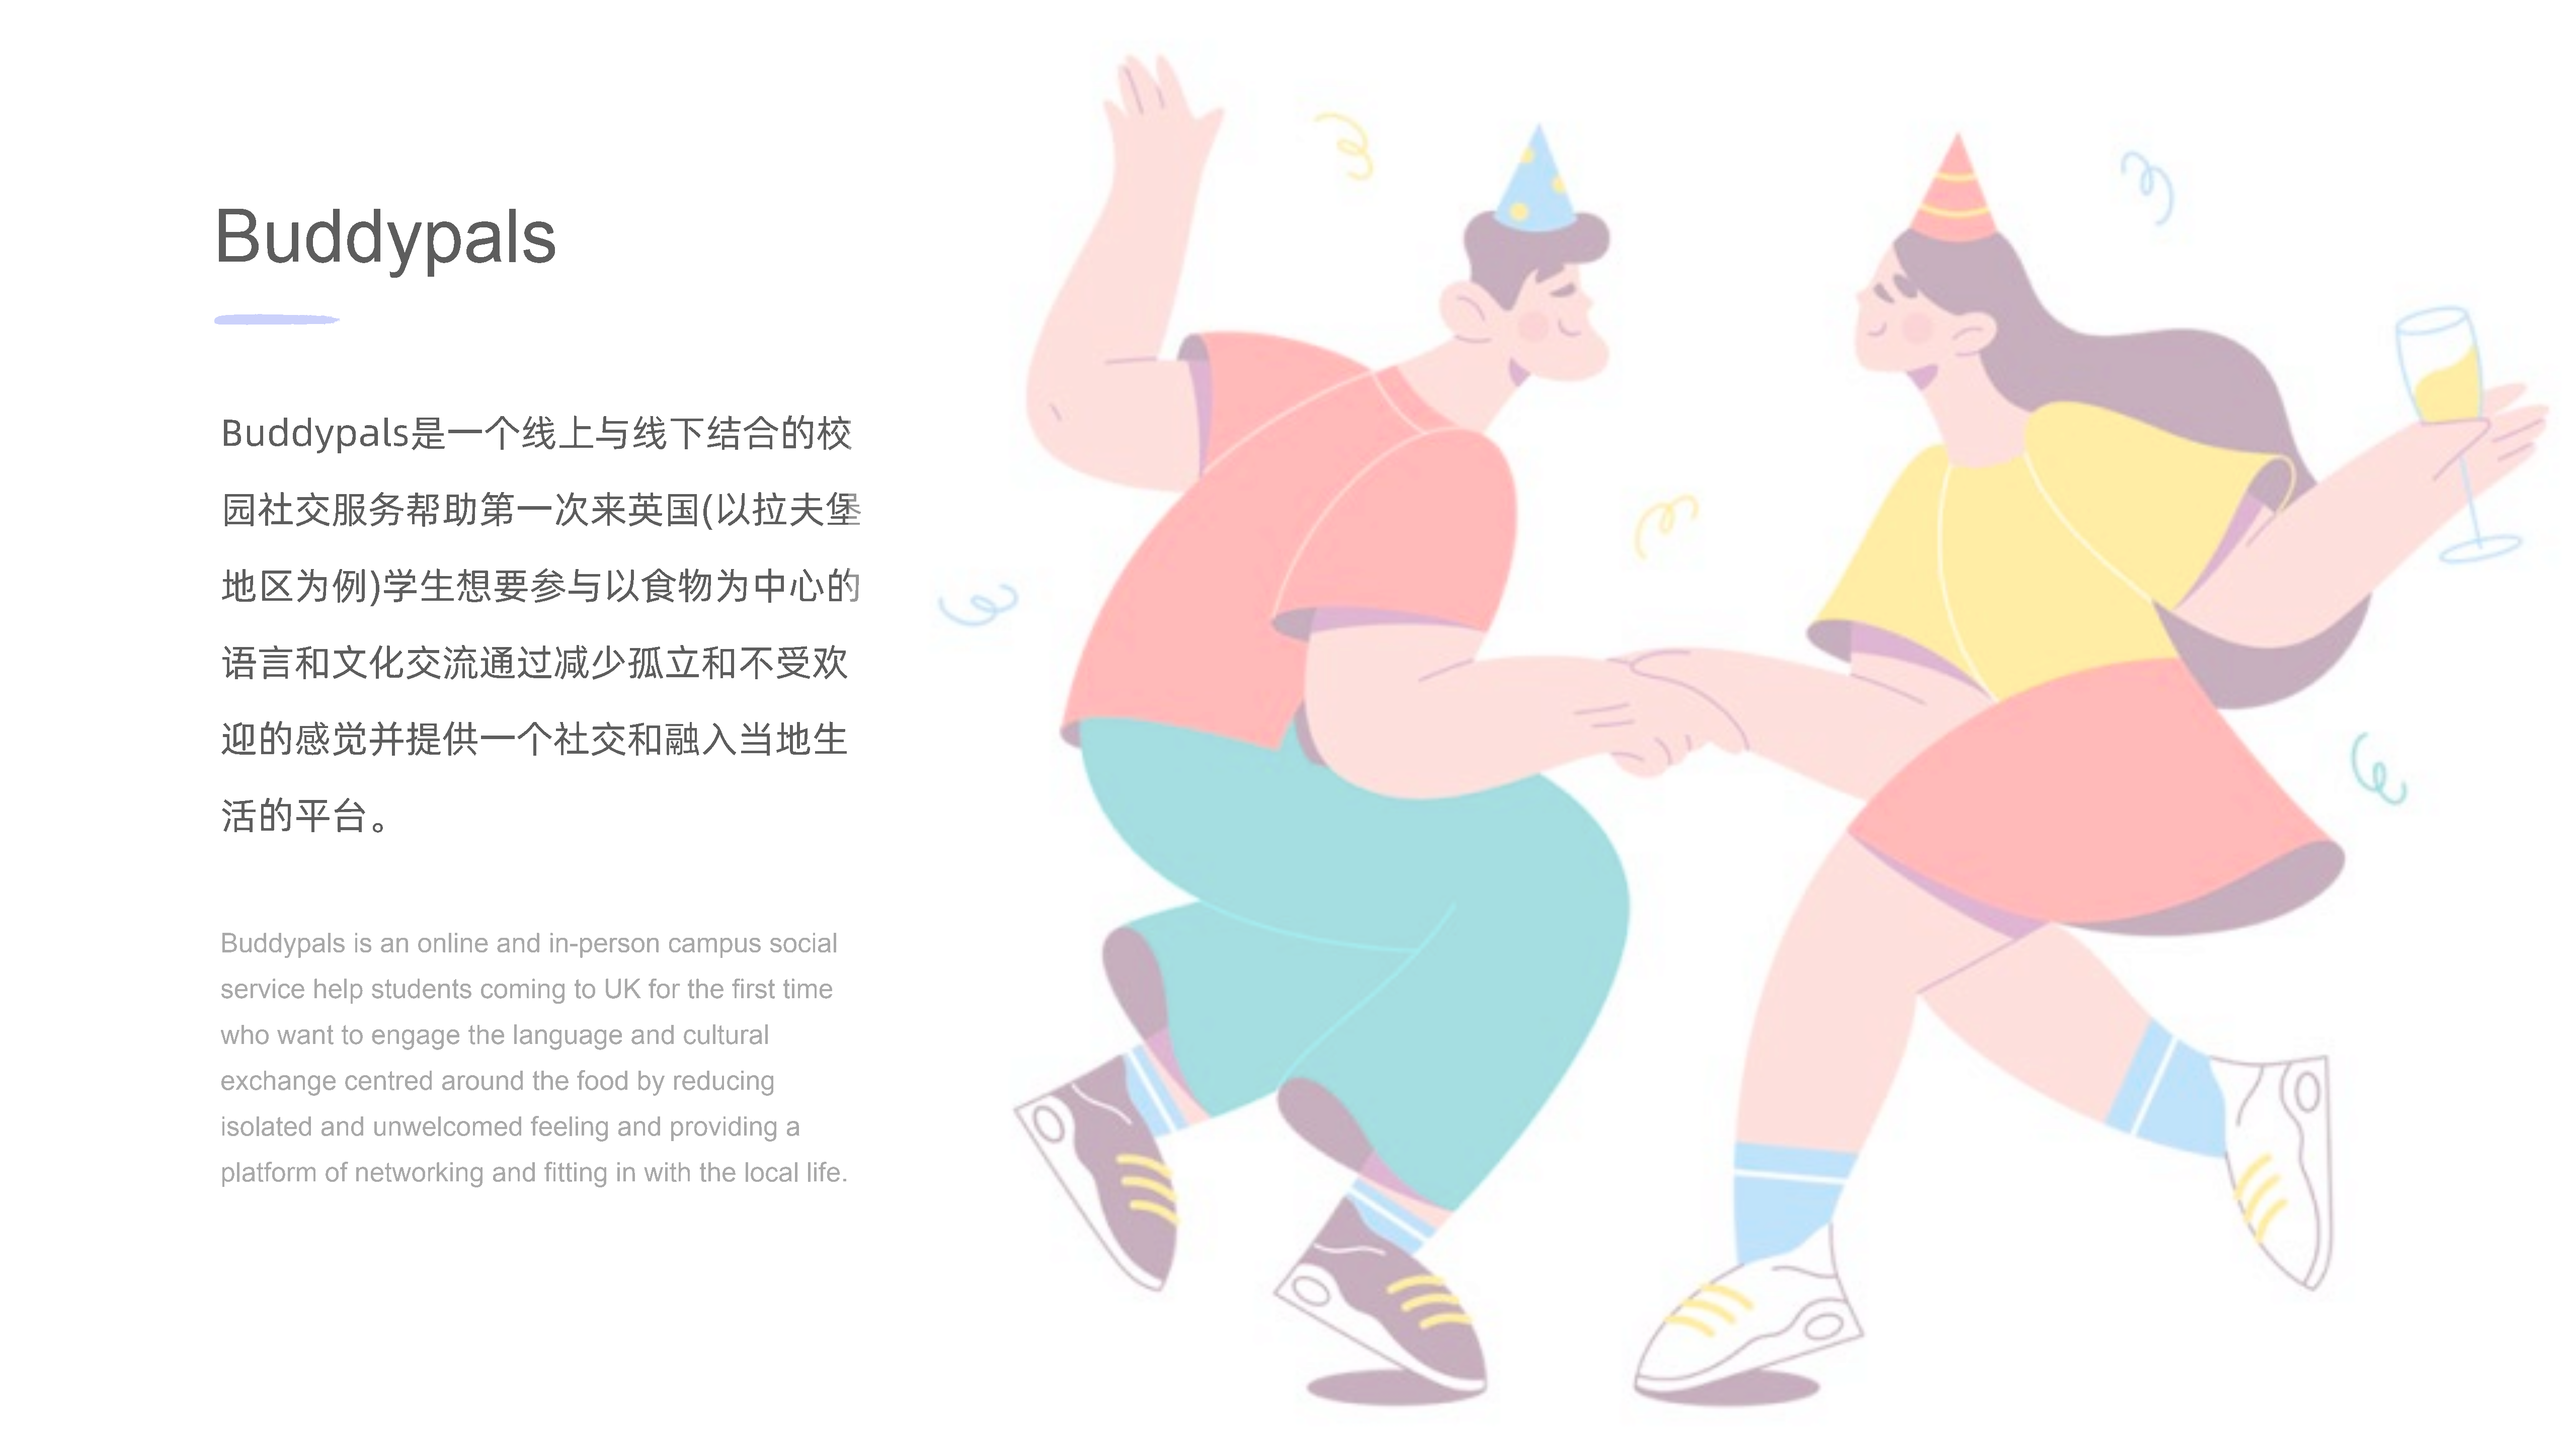 Buddypals
Buddypals是一个线上与线下结合的校
园社交服务帮助第一次来英国(以拉夫堡
地区为例)学生想要参与以食物为中心的
语言和文化交流通过减少孤立和不受欢
迎的感觉并提供一个社交和融入当地生
活的平台。
Buddypals is an online and in-person campus social
service help students coming to UK for the first time
who want to engage the language and cultural
exchange centred around the food by reducing
isolated and unwelcomed feeling and providing a
platform of networking and fitting in with the local life.